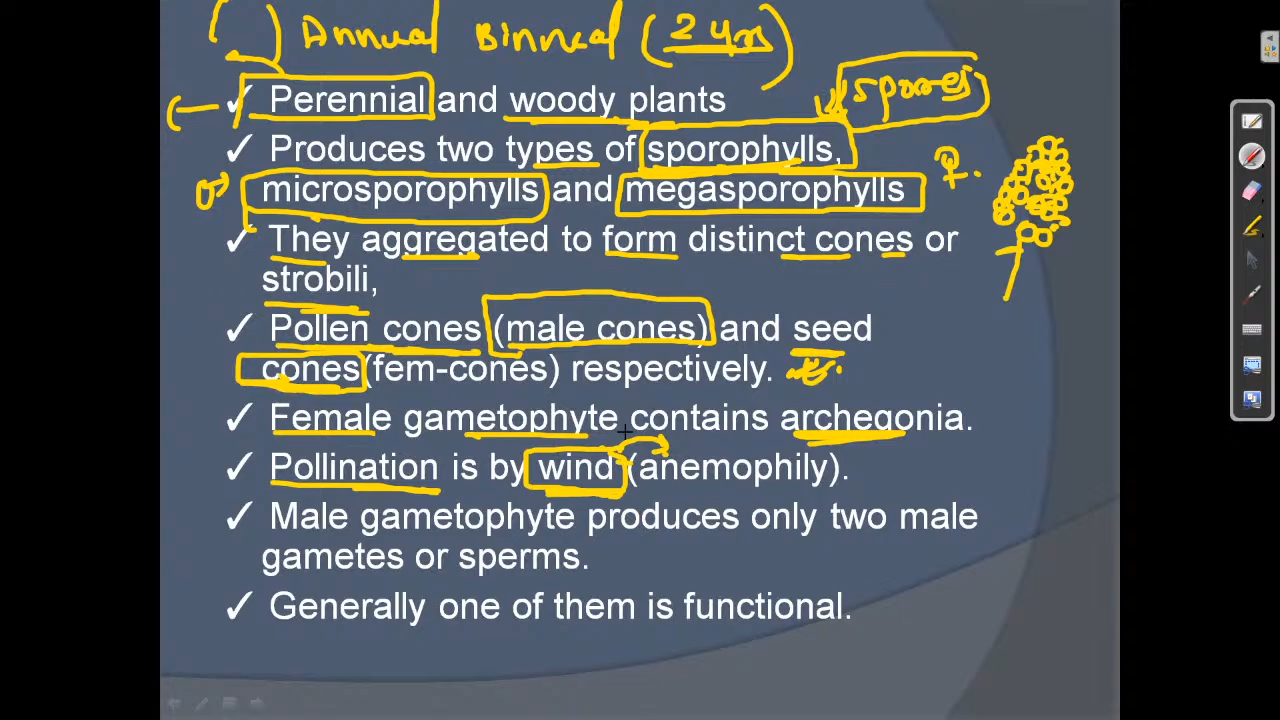 Annual Binneal (2 yrs)
✓ Perennial and woody plants
spores
✓ Produces two types of sporophylls,
♂ microsporophylls and megasporophylls ♀.
✓ They aggregated to form distinct cones or
strobili,
✓ Pollen cones (male cones) and seed
cones(fem-cones) respectively.
✓ Female gametophyte contains archegonia.
✓ Pollination is by wind (anemophily).
✓ Male gametophyte produces only two male
gametes or sperms.
✓ Generally one of them is functional.